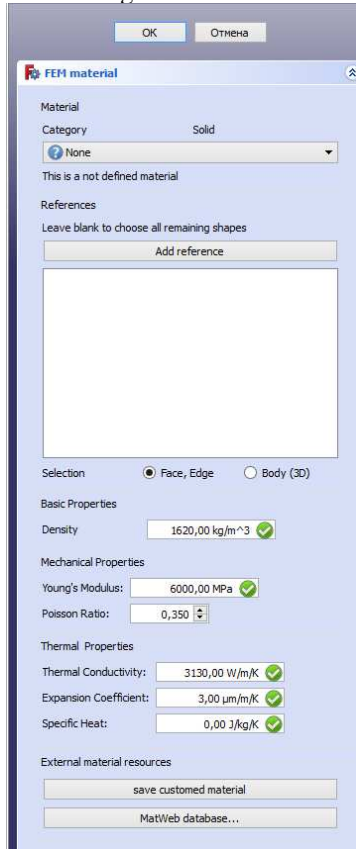 OK Отмена
FEM material
Material
Category Solid
None
This is a not defined material
References
Leave blank to choose all remaining shapes
Add reference
Selection Face, Edge Body (3D)
Basic Properties
Density 1620,00 kg/m^3
Mechanical Properties
Young's Modulus: 6000,00 MPa
Poisson Ratio: 0,350
Thermal Properties
Thermal Conductivity: 3130,00 W/m/K
Expansion Coefficient: 3,00 µm/m/K
Specific Heat: 0,00 J/kg/K
External material resources
save customed material
MatWeb database...